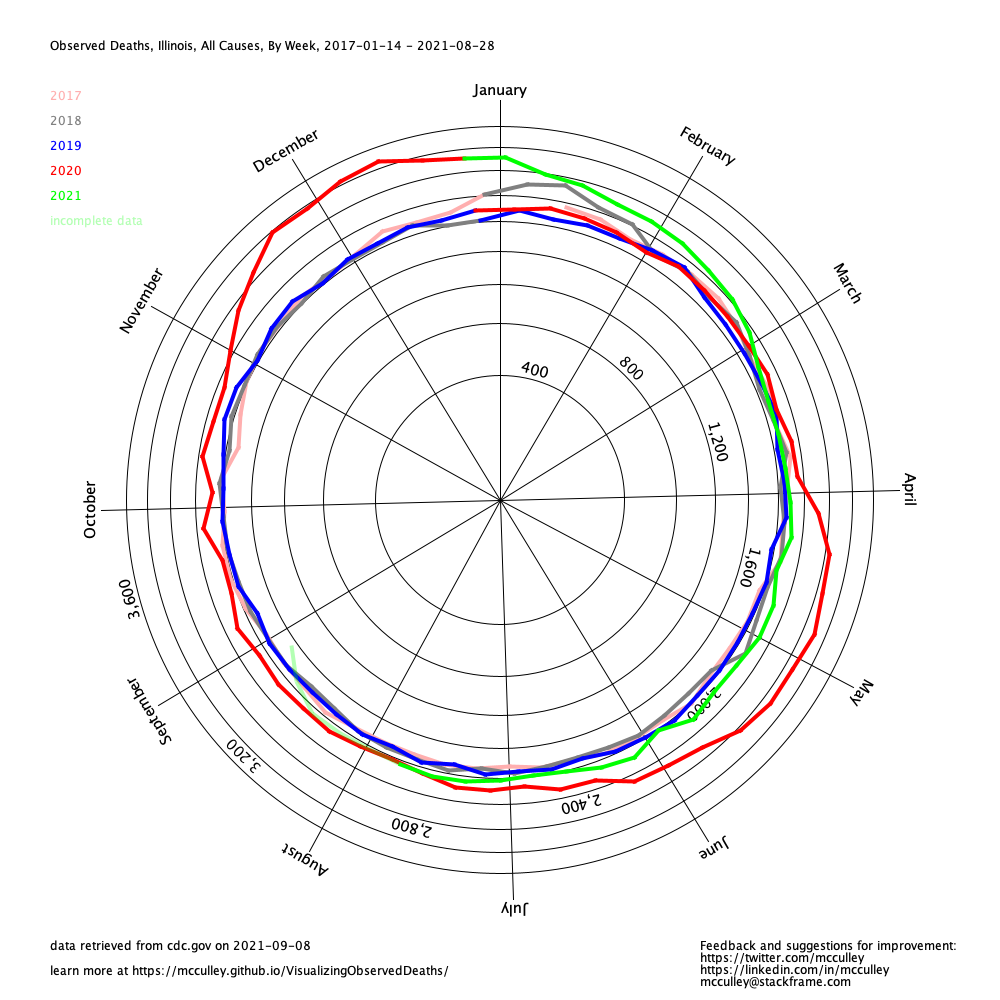 Observed Deaths, Illinois, All Causes, By Week, 2017-01-14 - 2021-08-28
2017
2018
2019
2020
2021
incomplete data
January
February
March
April
May
June
July
August
September
October
November
December
400
800
1,200
1,600
2,000
2,400
2,800
3,200
3,600
data retrieved from cdc.gov on 2021-09-08
learn more at https://mcculley.github.io/VisualizingObservedDeaths/
Feedback and suggestions for improvement:
https://twitter.com/mcculley
https://linkedin.com/in/mcculley
mcculley@stackframe.com